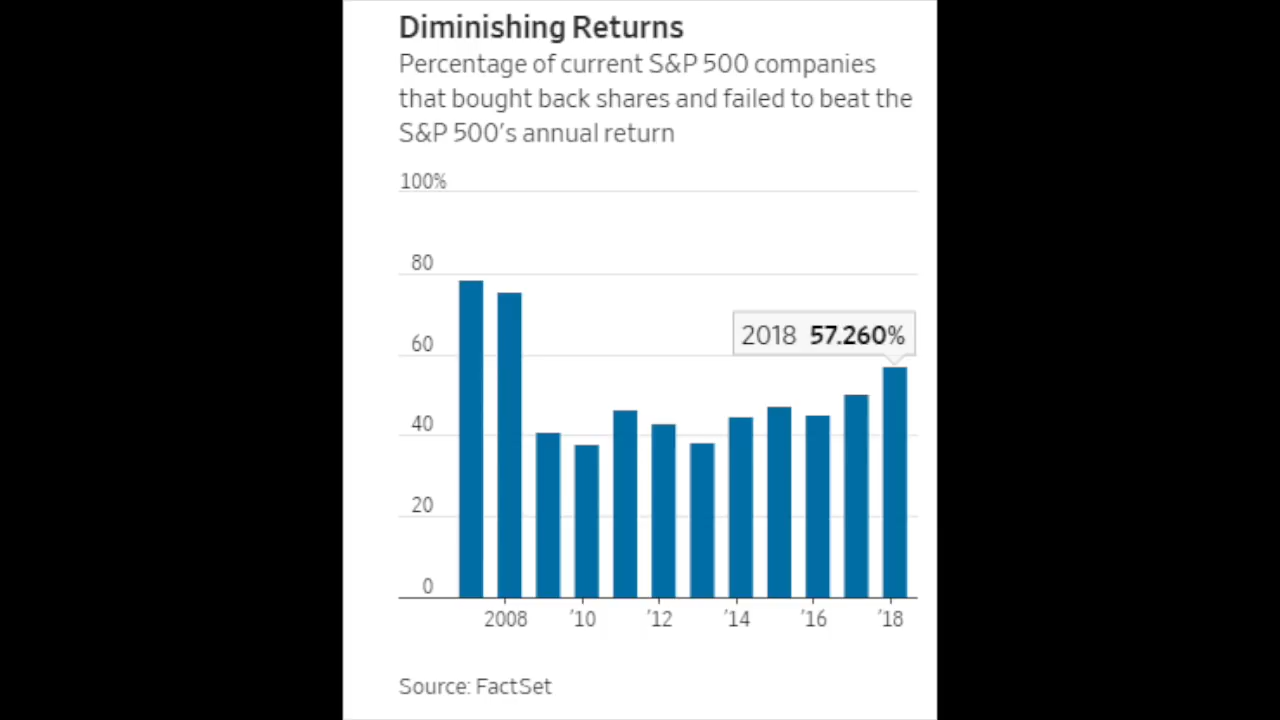 Diminishing Returns
Percentage of current S&P 500 companies
that bought back shares and failed to beat the
S&P 500's annual return
100%
80
60
40
20
0
2018 57.260%
2008 '10 '12 '14 '16 '18
Source: FactSet